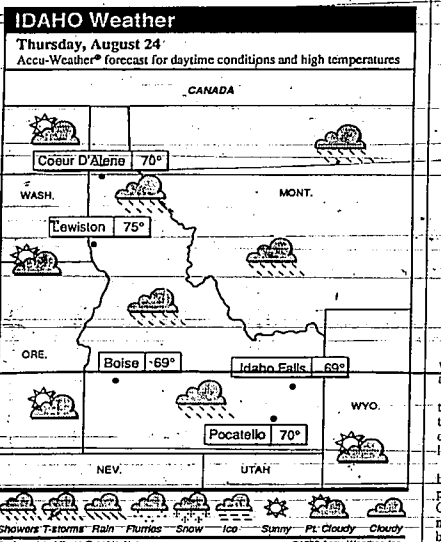 IDAHO Weather
Thursday, August 24
Accu-Weather® forecast for daytime conditions and high temperatures
CANADA
Coeur D'Alene 70°
WASH.
MONT.
Lewiston 75°
ORE.
Boise 69°
Idaho Falls 69°
WYO.
Pocatello 70°
NEV.
UTAH
Showers T-storms Rain Flurries Snow Ice Sunny Pt. Cloudy Cloudy